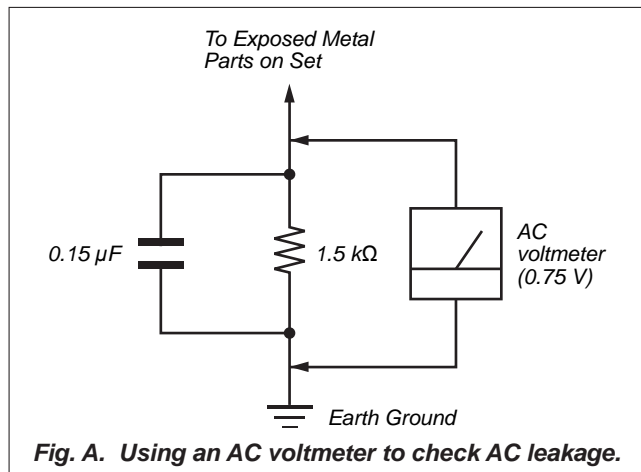 To Exposed Metal
Parts on Set
0.15 µF
1.5 kΩ
AC
voltmeter
(0.75 V)
Earth Ground
Fig. A. Using an AC voltmeter to check AC leakage.